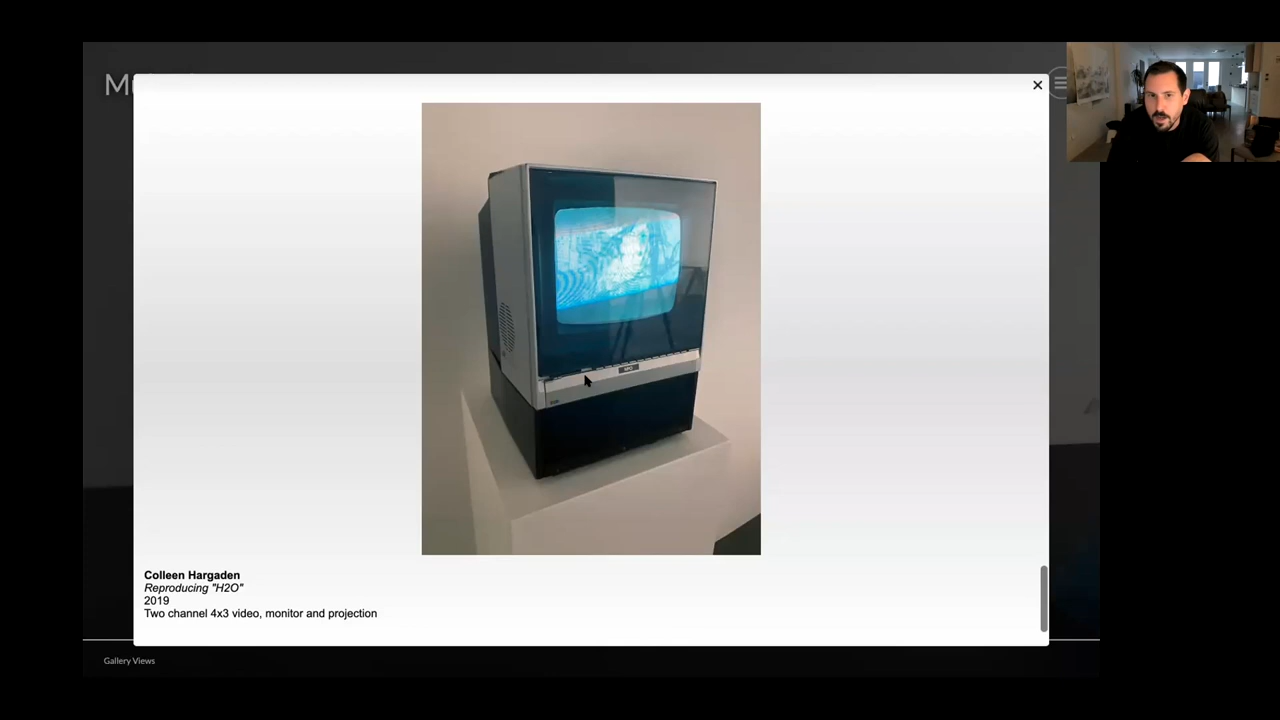 Colleen Hargaden
Reproducing "H2O"
2019
Two channel 4x3 video, monitor and projection
Gallery Views